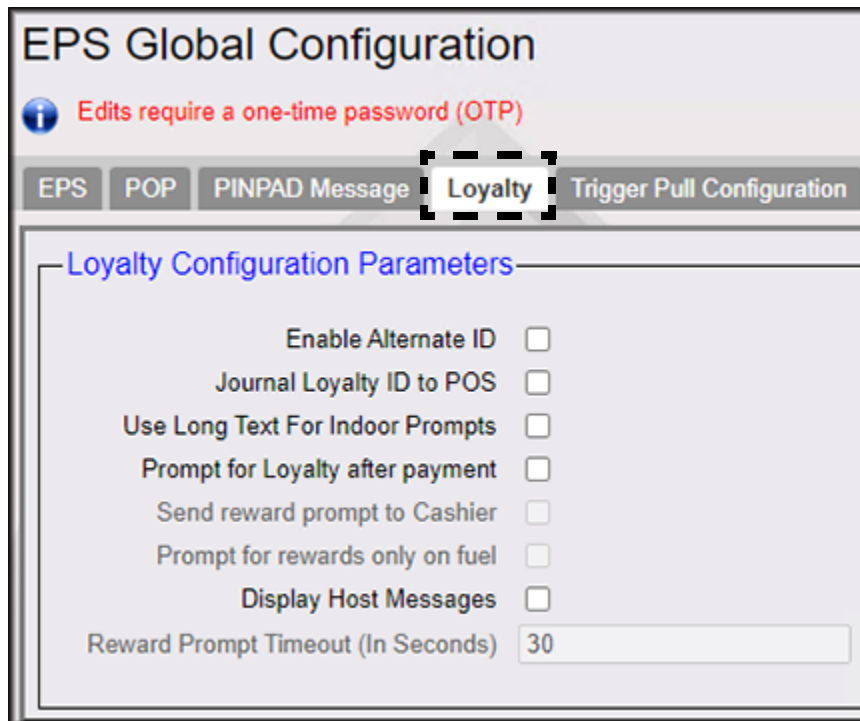 EPS Global Configuration
Edits require a one-time password (OTP)
EPS POP PINPAD Message Loyalty Trigger Pull Configuration
Loyalty Configuration Parameters
Enable Alternate ID
Journal Loyalty ID to POS
Use Long Text For Indoor Prompts
Prompt for Loyalty after payment
Send reward prompt to Cashier
Prompt for rewards only on fuel
Display Host Messages
Reward Prompt Timeout (In Seconds) 30